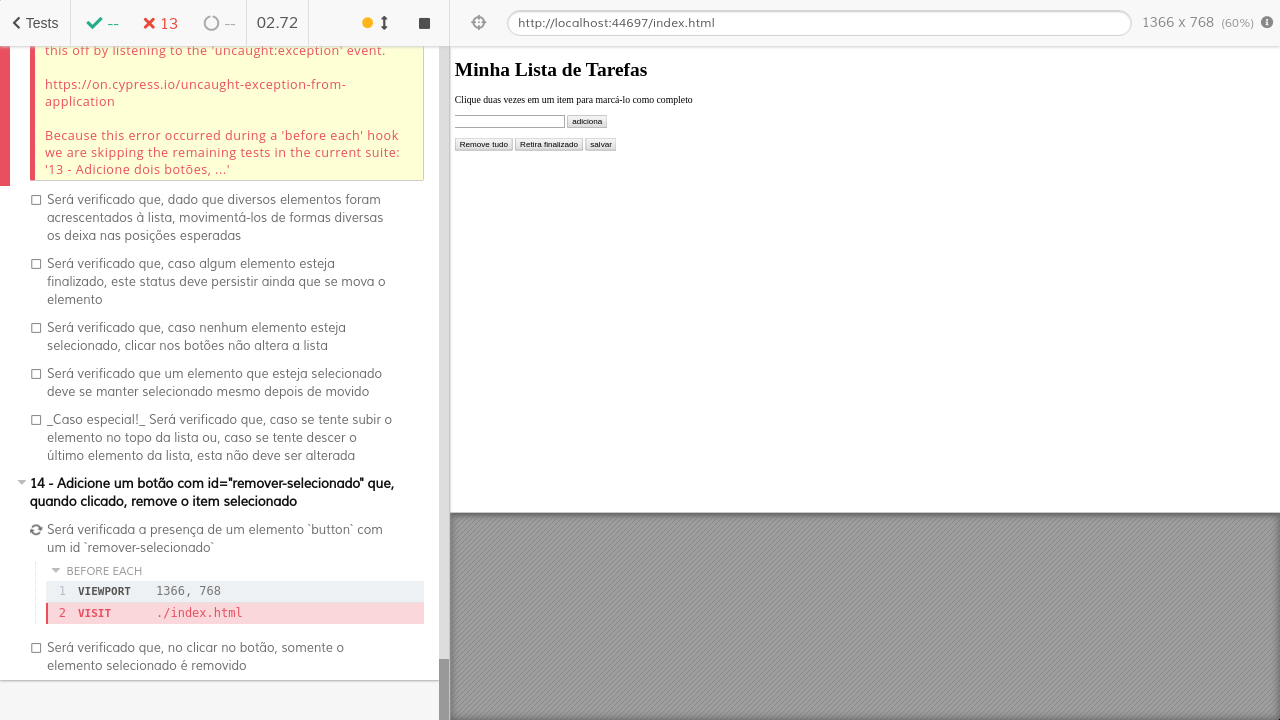 Tests
--
13
--
02.72
http://localhost:44697/index.html
1366 x 768 (60%)
this off by listening to the 'uncaught:exception' event.
https://on.cypress.io/uncaught-exception-from-
application
Because this error occurred during a 'before each' hook
we are skipping the remaining tests in the current suite:
'13 - Adicione dois botões, ...'
Será verificado que, dado que diversos elementos foram
acrescentados à lista, movimentá-los de formas diversas
os deixa nas posições esperadas
Será verificado que, caso algum elemento esteja
finalizado, este status deve persistir ainda que se mova o
elemento
Será verificado que, caso nenhum elemento esteja
selecionado, clicar nos botões não altera a lista
Será verificado que um elemento que esteja selecionado
deve se manter selecionado mesmo depois de movido
_Caso especial!_ Será verificado que, caso se tente subir o
elemento no topo da lista ou, caso se tente descer o
último elemento da lista, esta não deve ser alterada
14 - Adicione um botão com id="remover-selecionado" que,
quando clicado, remove o item selecionado
Será verificada a presença de um elemento `button` com
um id `remover-selecionado`
BEFORE EACH
1 VIEWPORT 1366, 768
2 VISIT ./index.html
Será verificado que, no clicar no botão, somente o
elemento selecionado é removido
Minha Lista de Tarefas
Clique duas vezes em um item para marcá-lo como completo
adiciona
Remove tudo Retira finalizado salvar